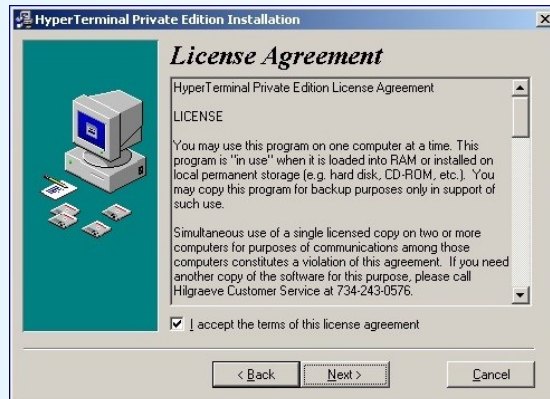 HyperTerminal Private Edition Installation
License Agreement
HyperTerminal Private Edition License Agreement
LICENSE
You may use this program on one computer at a time. This
program is "in use" when it is loaded into RAM or installed on
local permanent storage (e.g. hard disk, CD-ROM, etc.). You
may copy this program for backup purposes only in support of
such use.
Simultaneous use of a single licensed copy on two or more
computers for purposes of communications among those
computers constitutes a violation of this agreement. If you need
another copy of the software for this purpose, please call
Hilgraeve Customer Service at 734-243-0576.
I accept the terms of this license agreement
< Back
Next >
Cancel